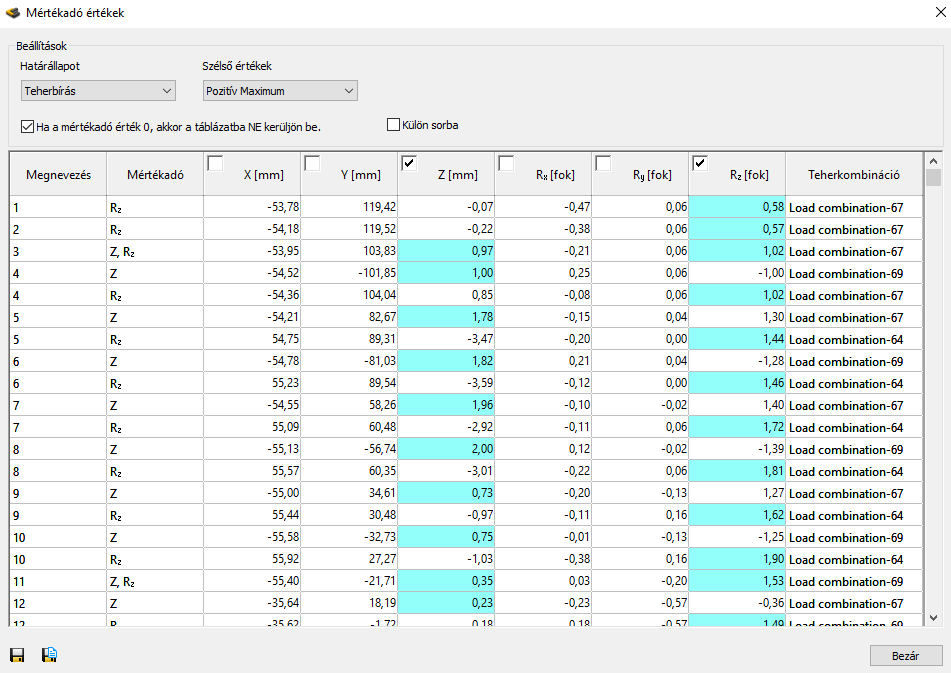 Mértékadó értékek
Beállítások
Határállapot Szélső értékek
Teherbírás Pozitív Maximum
Ha a mértékadó érték 0, akkor a táblázatba NE kerüljön be. Külön sorba
Megnevezés Mértékadó X [mm] Y [mm] Z [mm] Rx [fok] Ry [fok] Rz [fok] Teherkombináció
1 Rz -53,78 119,42 -0,07 -0,47 0,06 0,58 Load combination-67
2 Rz -54,18 119,52 -0,22 -0,38 0,06 0,57 Load combination-67
3 Z, Rz -53,95 103,83 0,97 -0,21 0,06 1,02 Load combination-67
4 Z -54,52 -101,85 1,00 0,25 0,06 -1,00 Load combination-69
4 Rz -54,36 104,04 0,85 -0,08 0,06 1,02 Load combination-67
5 Z -54,21 82,67 1,78 -0,15 0,04 1,30 Load combination-67
5 Rz 54,75 89,31 -3,47 -0,20 0,00 1,44 Load combination-64
6 Z -54,78 -81,03 1,82 0,21 0,04 -1,28 Load combination-69
6 Rz 55,23 89,54 -3,59 -0,12 0,00 1,46 Load combination-64
7 Z -54,55 58,26 1,96 -0,10 -0,02 1,40 Load combination-67
7 Rz 55,09 60,48 -2,92 -0,11 0,06 1,72 Load combination-64
8 Z -55,13 -56,74 2,00 0,12 -0,02 -1,39 Load combination-69
8 Rz 55,57 60,35 -3,01 -0,22 0,06 1,81 Load combination-64
9 Z -55,00 34,61 0,73 -0,20 -0,13 1,27 Load combination-67
9 Rz 55,44 30,48 -0,97 -0,11 0,16 1,62 Load combination-64
10 Z -55,58 -32,73 0,75 -0,01 -0,13 -1,25 Load combination-69
10 Rz 55,92 27,27 -1,03 -0,38 0,16 1,90 Load combination-64
11 Z, Rz -55,40 -21,71 0,35 0,03 -0,20 1,53 Load combination-69
12 Z -35,64 18,19 0,23 -0,23 -0,57 -0,36 Load combination-67
12 R -35,62 -1,72 0,18 0,18 -0,57 1,49 Load combination-69
Bezár